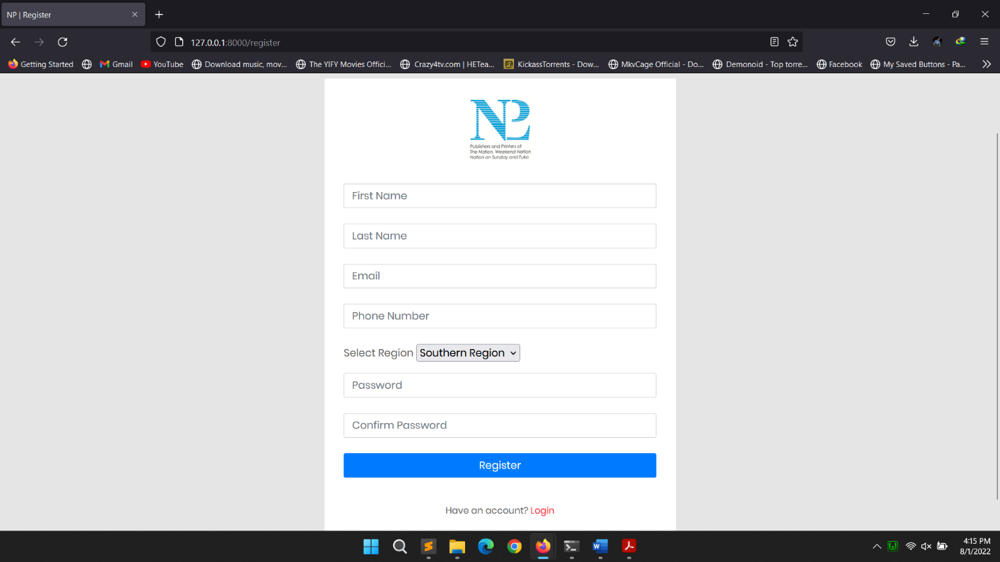 NP | Register
127.0.0.1:8000/register
Getting Started
Gmail
YouTube
Download music, mov...
The YIFY Movies Offici...
Crazy4tv.com | HETea...
KickassTorrents - Dow...
MkvCage Official - Do...
Demonoid - Top torre...
Facebook
My Saved Buttons - Pa...
NPL
Publishers and Printers of
The Nation, Weekend Nation
Nation on Sunday and Fuko
First Name
Last Name
Email
Phone Number
Select Region Southern Region
Password
Confirm Password
Register
Have an account? Login
4:15 PM
8/1/2022